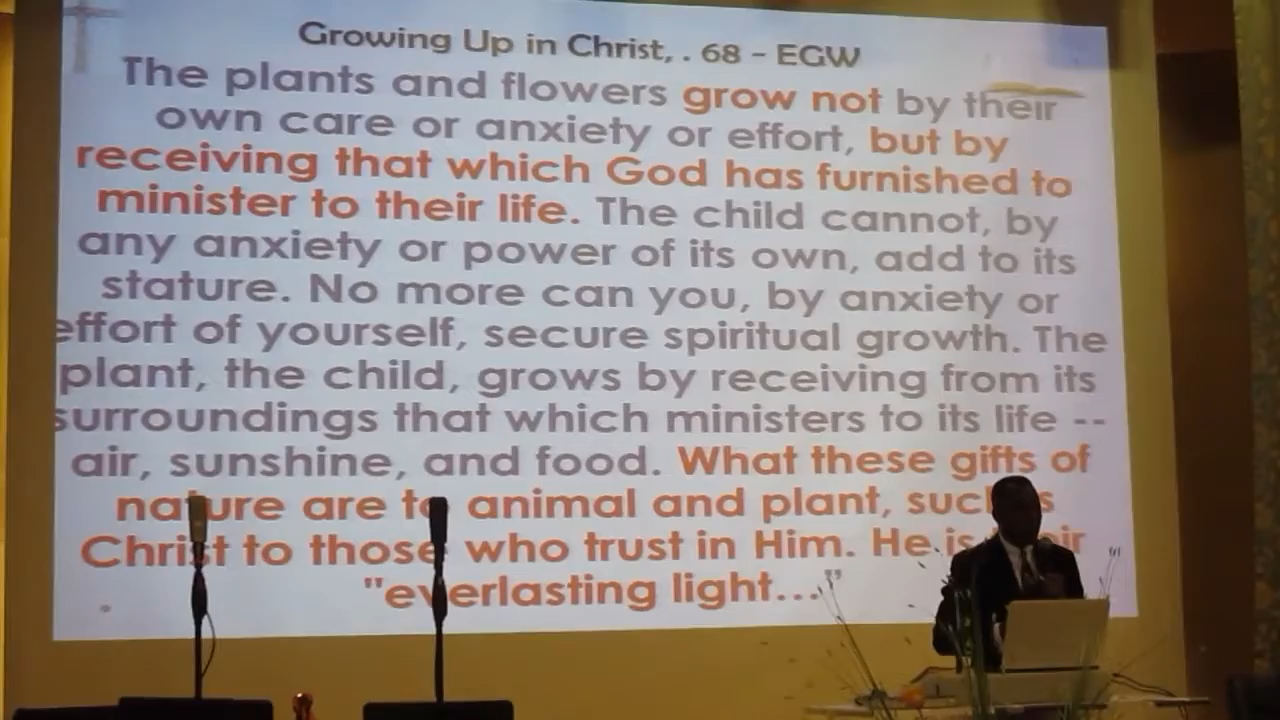 Growing Up in Christ, . 68 - EGW
The plants and flowers grow not by their
own care or anxiety or effort, but by
receiving that which God has furnished to
minister to their life. The child cannot, by
any anxiety or power of its own, add to its
stature. No more can you, by anxiety or
effort of yourself, secure spiritual growth. The
plant, the child, grows by receiving from its
surroundings that which ministers to its life --
air, sunshine, and food. What these gifts of
nature are to animal and plant, such is
Christ to those who trust in Him. He is their
"everlasting light..."